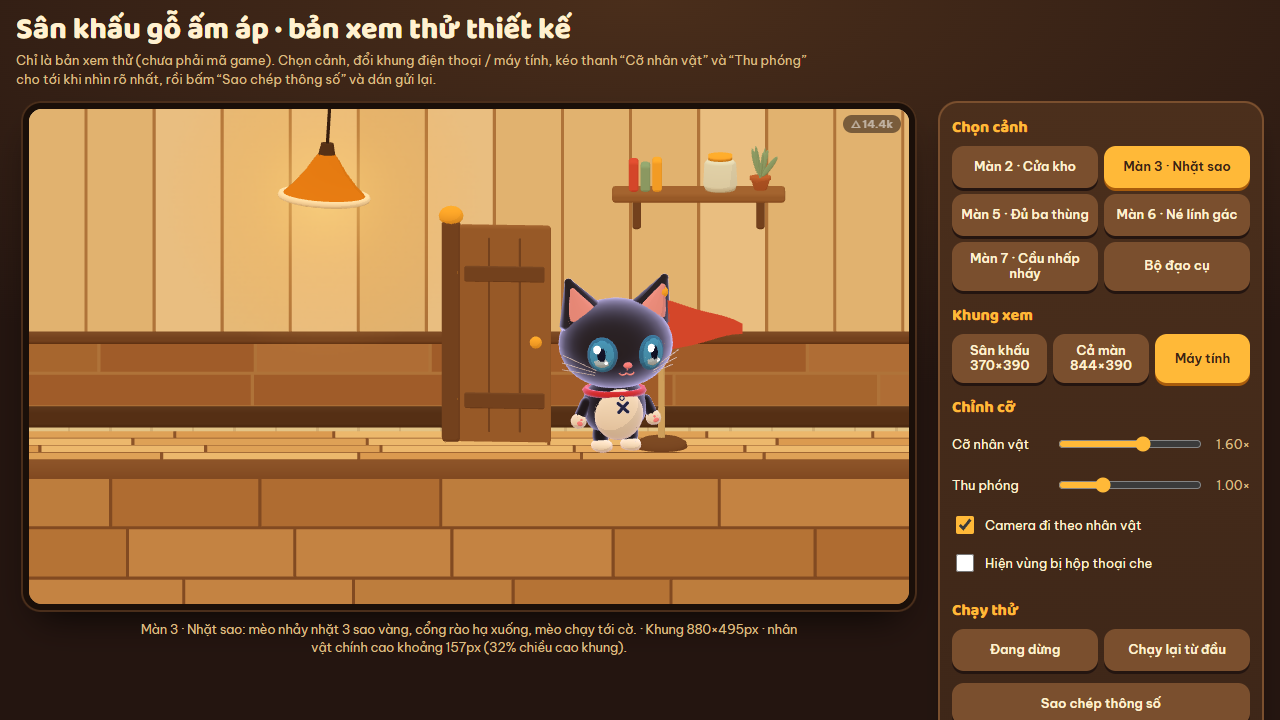 Sân khấu gỗ ấm áp · bản xem thử thiết kế
Chỉ là bản xem thử (chưa phải mã game). Chọn cảnh, đổi khung điện thoại / máy tính, kéo thanh “Cỡ nhân vật” và “Thu phóng”
cho tới khi nhìn rõ nhất, rồi bấm “Sao chép thông số” và dán gửi lại.
△ 14.4k
Màn 3 · Nhặt sao: mèo nhảy nhặt 3 sao vàng, cổng rào hạ xuống, mèo chạy tới cờ. · Khung 880×495px · nhân
vật chính cao khoảng 157px (32% chiều cao khung).
Chọn cảnh
Màn 2 · Cửa kho
Màn 3 · Nhặt sao
Màn 5 · Đủ ba thùng
Màn 6 · Né lính gác
Màn 7 · Cầu nhấp
nháy
Bộ đạo cụ
Khung xem
Sân khấu
370×390
Cả màn
844×390
Máy tính
Chỉnh cỡ
Cỡ nhân vật
1.60×
Thu phóng
1.00×
Camera đi theo nhân vật
Hiện vùng bị hộp thoại che
Chạy thử
Đang dừng
Chạy lại từ đầu
Sao chép thông số